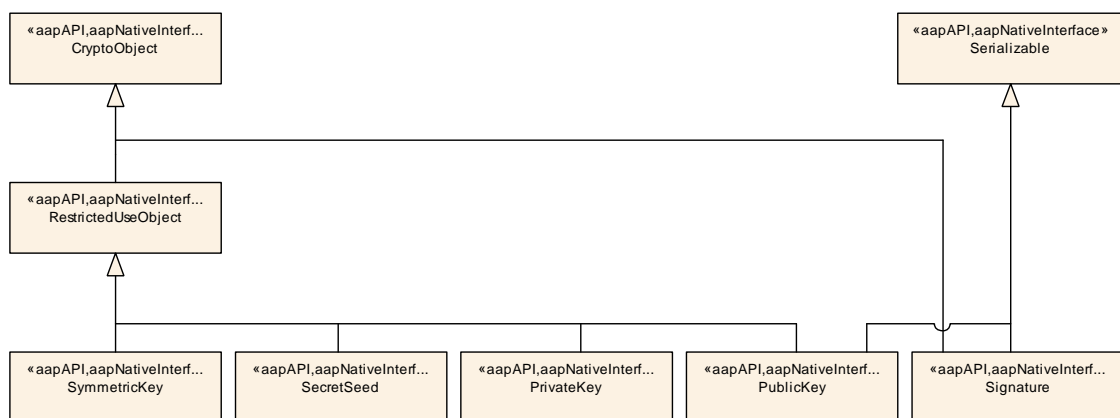 «aapAPI,aapNativeInterf...
CryptoObject
«aapAPI,aapNativeInterface»
Serializable
«aapAPI,aapNativeInterf...
RestrictedUseObject
«aapAPI,aapNativeInterf...
SymmetricKey
«aapAPI,aapNativeInterf...
SecretSeed
«aapAPI,aapNativeInterf...
PrivateKey
«aapAPI,aapNativeInterf...
PublicKey
«aapAPI,aapNativeInterf...
Signature